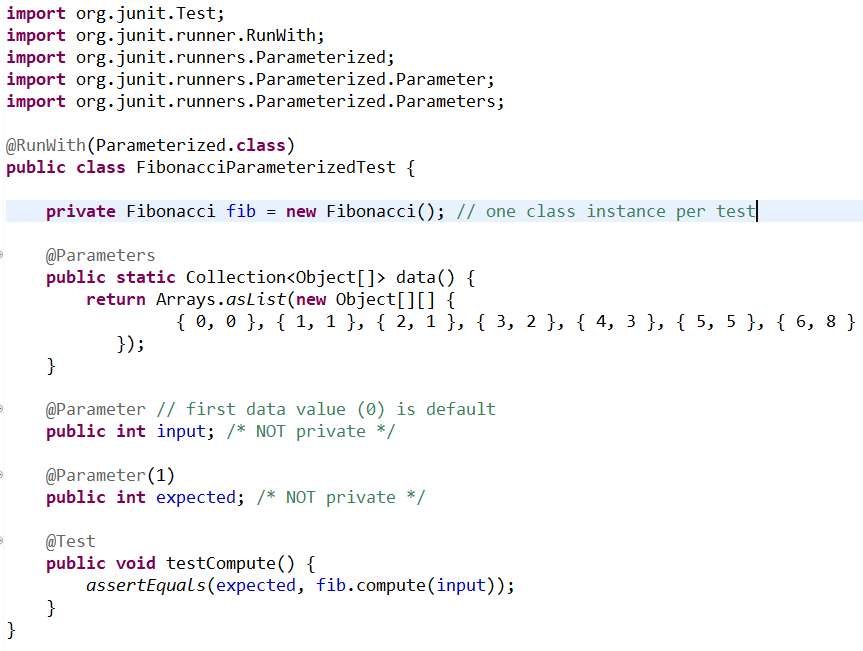 import org.junit.Test;
import org.junit.runner.RunWith;
import org.junit.runners.Parameterized;
import org.junit.runners.Parameterized.Parameter;
import org.junit.runners.Parameterized.Parameters;

@RunWith(Parameterized.class)
public class FibonacciParameterizedTest {

    private Fibonacci fib = new Fibonacci(); // one class instance per test

    @Parameters
    public static Collection<Object[]> data() {
        return Arrays.asList(new Object[][] {
                 { 0, 0 }, { 1, 1 }, { 2, 1 }, { 3, 2 }, { 4, 3 }, { 5, 5 }, { 6, 8 }
           });
    }

    @Parameter // first data value (0) is default
    public int input; /* NOT private */

    @Parameter(1)
    public int expected; /* NOT private */

    @Test
    public void testCompute() {
        assertEquals(expected, fib.compute(input));
    }
}